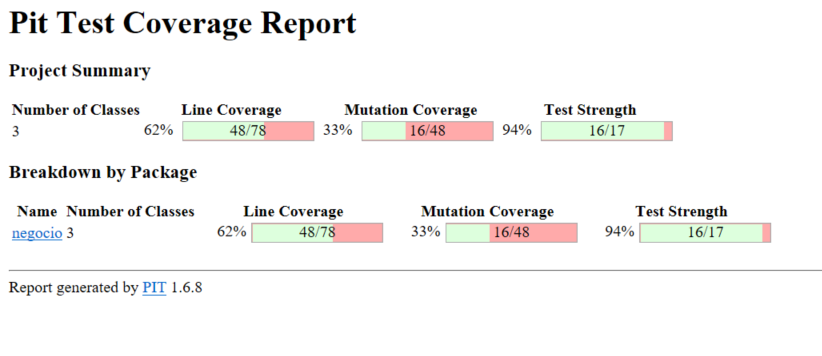 Pit Test Coverage Report
Project Summary
Number of Classes Line Coverage Mutation Coverage Test Strength
3 62% 48/78 33% 16/48 94% 16/17
Breakdown by Package
Name Number of Classes Line Coverage Mutation Coverage Test Strength
negocio 3 62% 48/78 33% 16/48 94% 16/17
Report generated by PIT 1.6.8